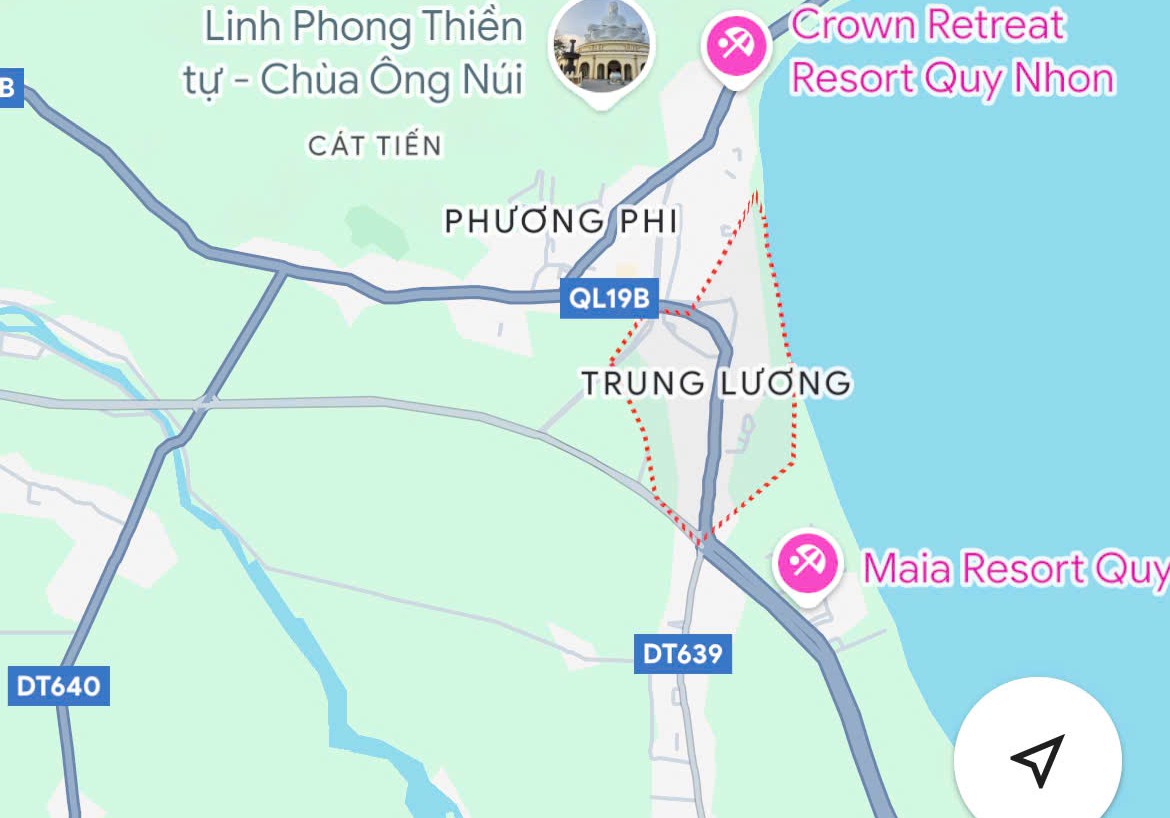 Linh Phong Thiền
tự - Chùa Ông Núi
Crown Retreat
Resort Quy Nhon
B
CÁT TIẾN
PHƯƠNG PHI
QL19B
TRUNG LƯƠNG
Maia Resort Quy
DT639
DT640